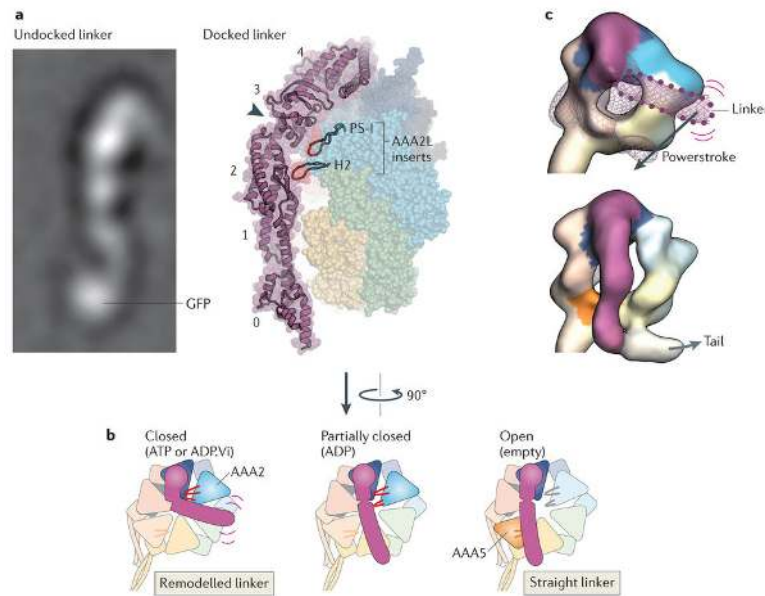 a
Undocked linker
GFP
Docked linker
4
3
2
1
0
PS-I
H2
AAA2L
inserts
c
Linker
Powerstroke
Tail
90°
b
Closed
(ATP or ADP.Vi)
AAA2
Remodelled linker
Partially closed
(ADP)
Open
(empty)
AAA5
Straight linker